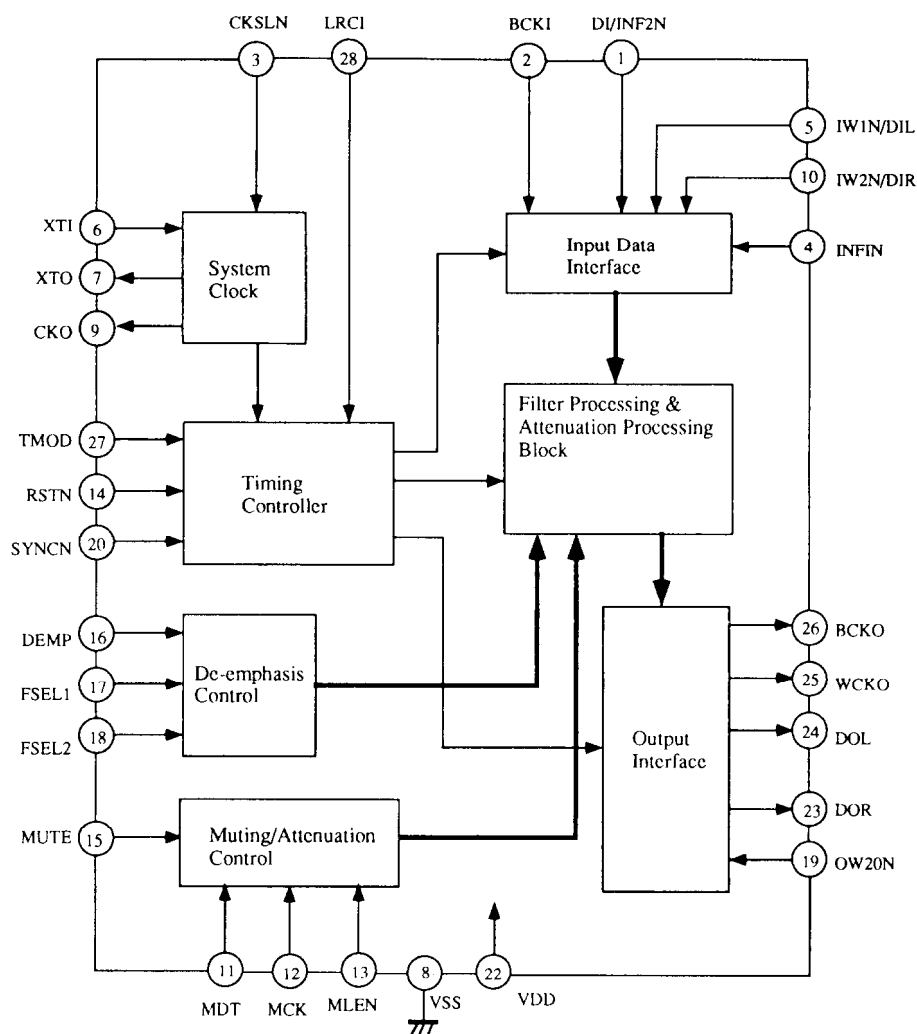 CKSLN LRCI BCKI DI/INF2N
3 28 2 1
5 IW1N/DIL
10 IW2N/DIR
XTI 6
System
Clock
Input Data
Interface
4 INFIN
XTO 7
CKO 9
Filter Processing &
Attenuation Processing
Block
TMOD 27
Timing
Controller
RSTN 14
SYNCN 20
DEMP 16
De-emphasis
Control
26 BCKO
FSEL1 17
25 WCKO
FSEL2 18
Output
Interface
24 DOL
MUTE 15
Muting/Attenuation
Control
23 DOR
19 OW20N
11 12 13 8 22
MDT MCK MLEN VSS VDD